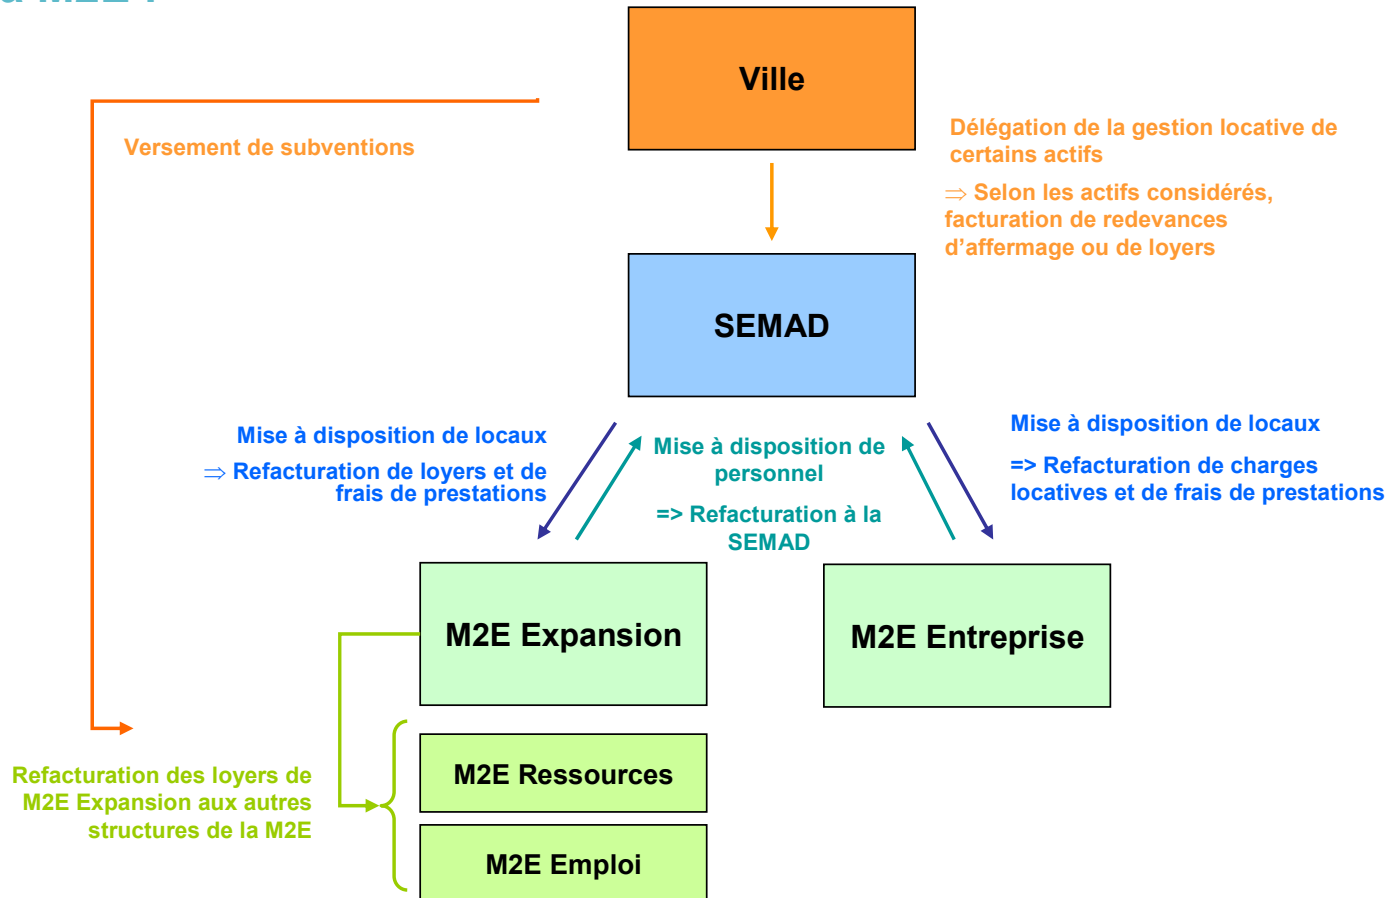 Ville
Versement de subventions
Délégation de la gestion locative de
certains actifs
⇒ Selon les actifs considérés,
facturation de redevances
d’affermage ou de loyers
SEMAD
Mise à disposition de locaux
⇒ Refacturation de loyers et de
frais de prestations
Mise à disposition de
personnel
=> Refacturation à la
SEMAD
Mise à disposition de locaux
=> Refacturation de charges
locatives et de frais de prestations
M2E Expansion
M2E Entreprise
Refacturation des loyers de
M2E Expansion aux autres
structures de la M2E
M2E Ressources
M2E Emploi